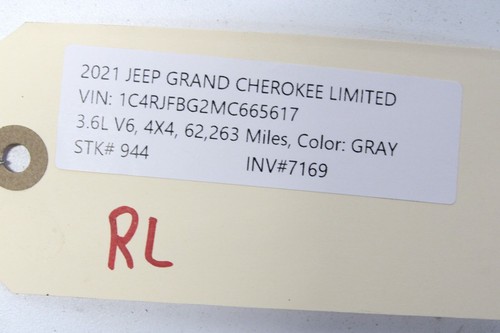 2021 JEEP GRAND CHEROKEE LIMITED
VIN: 1C4RJFBG2MC665617
3.6L V6, 4X4, 62,263 Miles, Color: GRAY
STK# 944 INV#7169
RL